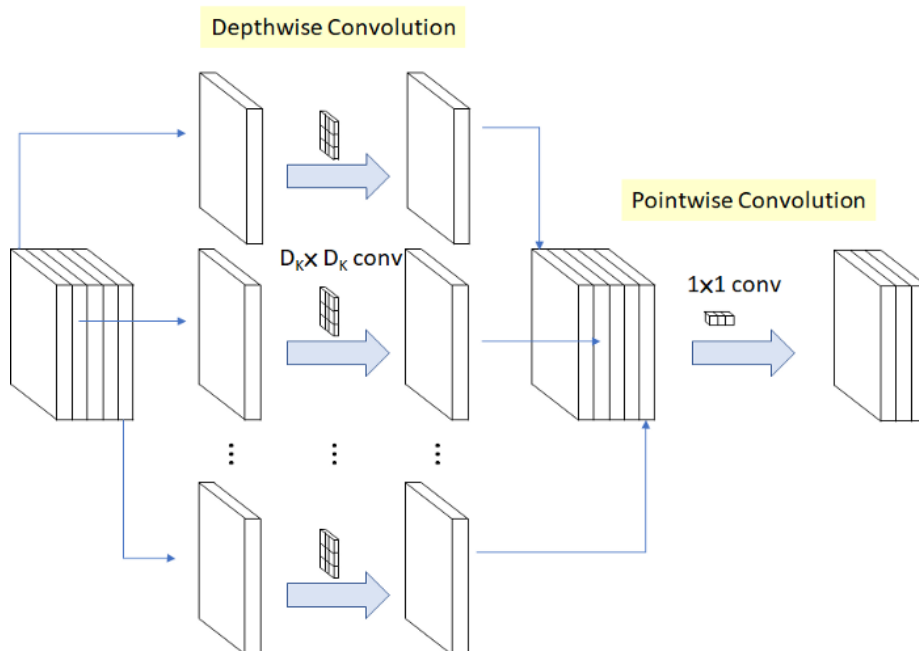 Depthwise Convolution
Pointwise Convolution
Dₖx Dₖ conv
1x1 conv